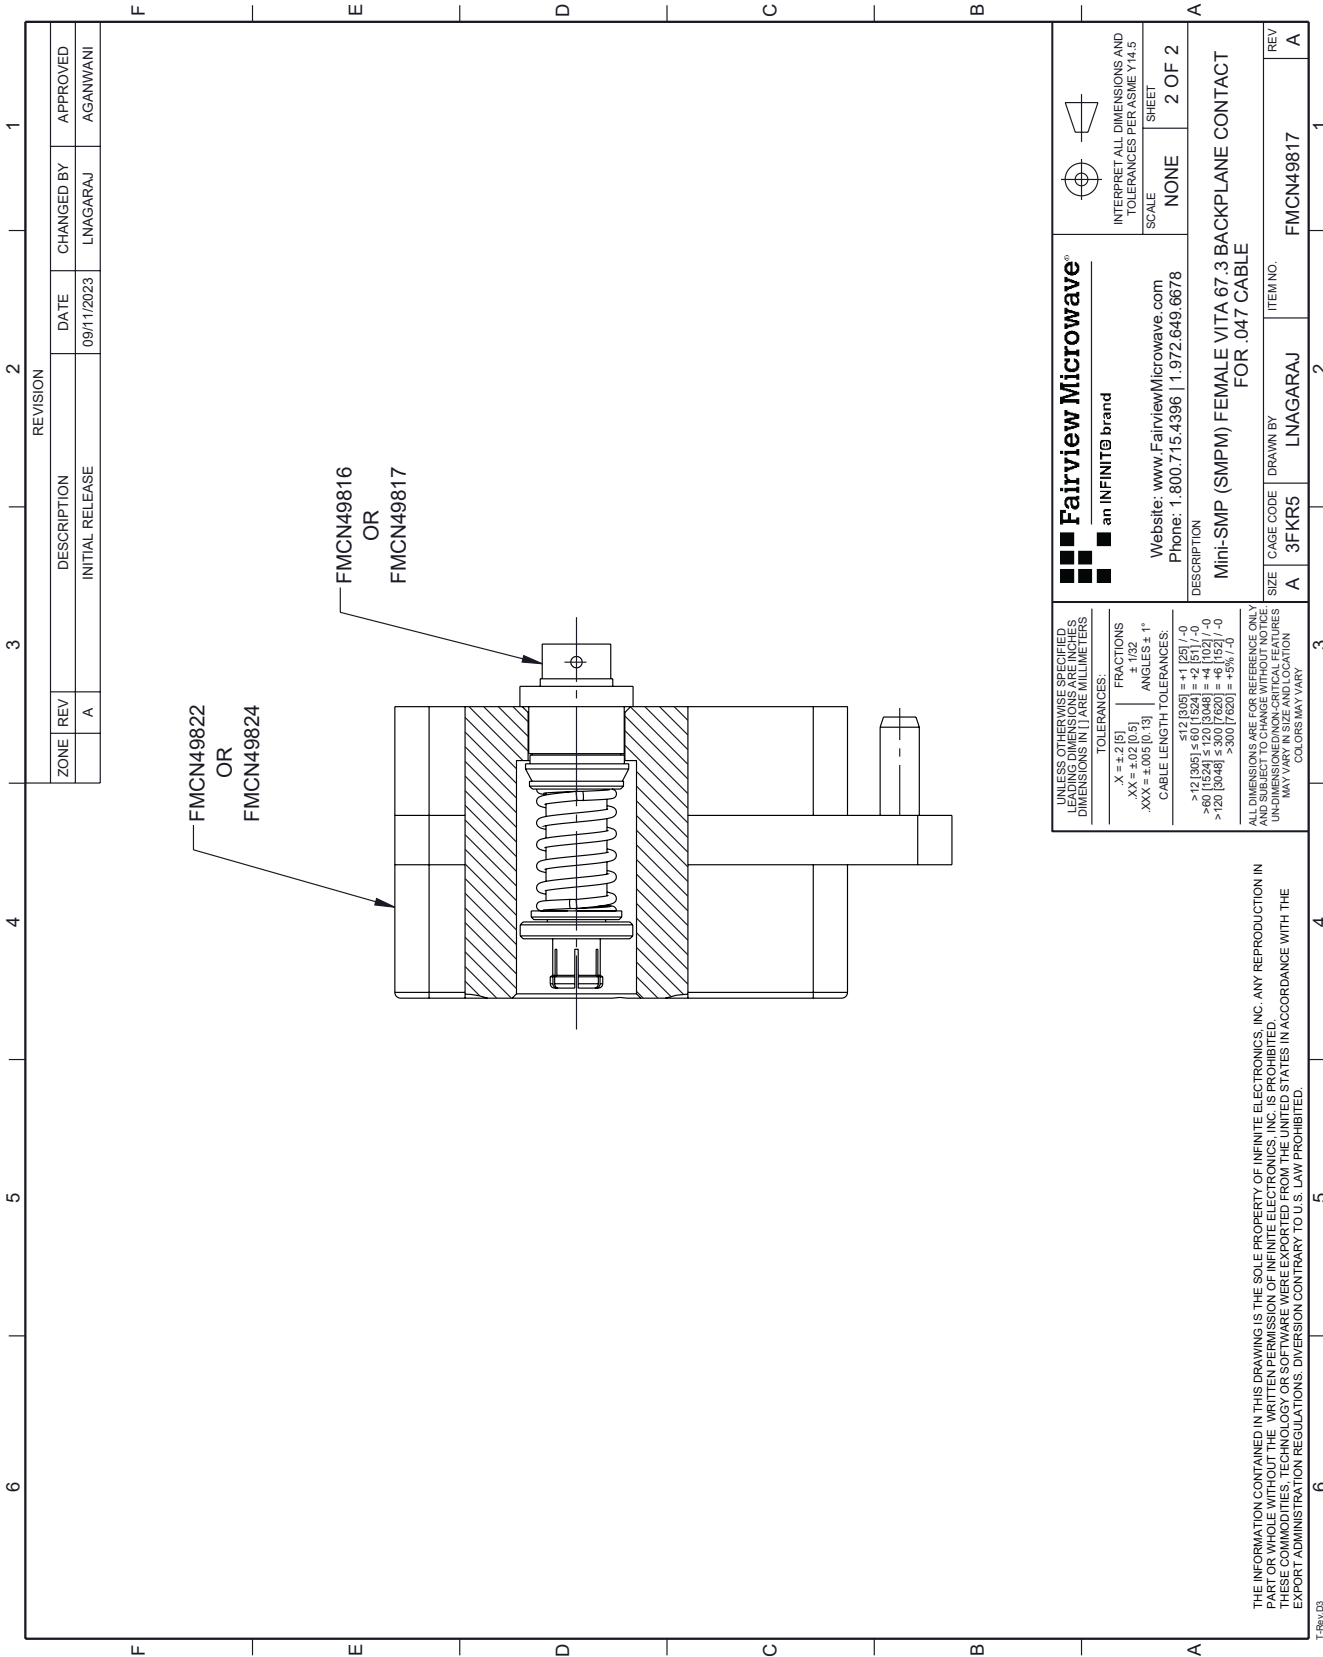 6 5 4 3 2 1
F
E
D
C
B
A
REVISION
ZONE REV DESCRIPTION DATE CHANGED BY APPROVED
A INITIAL RELEASE 09/11/2023 LNAGARAJ AGANWANI
FMCN49822
OR
FMCN49824
FMCN49816
OR
FMCN49817
UNLESS OTHERWISE SPECIFIED
LEADING DIMENSIONS ARE INCHES
DIMENSIONS IN [ ] ARE MILLIMETERS
TOLERANCES:
.X = ±.2 [5] FRACTIONS
.XX = ±.02 [0.5] ± 1/32
.XXX = ±.005 [0.13] ANGLES ± 1°
CABLE LENGTH TOLERANCES:
≤12 [305] = +1 [25] / -0
>12 [305] ≤ 60 [1524] = +2 [51] / -0
>60 [1524] ≤ 120 [3048] = +4 [102] / -0
>120 [3048] ≤ 300 [7620] = +6 [152] / -0
>300 [7620] = +5% / -0
ALL DIMENSIONS ARE FOR REFERENCE ONLY
AND SUBJECT TO CHANGE WITHOUT NOTICE.
UN-DIMENSIONED/NON-CRITICAL FEATURES
MAY VARY IN SIZE AND LOCATION
COLORS MAY VARY
Fairview Microwave®
an INFINIT@ brand
Website: www.FairviewMicrowave.com
Phone: 1.800.715.4396 | 1.972.649.6678
INTERPRET ALL DIMENSIONS AND
TOLERANCES PER ASME Y14.5
SCALE SHEET
NONE 2 OF 2
DESCRIPTION
Mini-SMP (SMPM) FEMALE VITA 67.3 BACKPLANE CONTACT
FOR .047 CABLE
SIZE CAGE CODE DRAWN BY ITEM NO. REV
A 3FKR5 LNAGARAJ FMCN49817 A
THE INFORMATION CONTAINED IN THIS DRAWING IS THE SOLE PROPERTY OF INFINITE ELECTRONICS, INC. ANY REPRODUCTION IN
PART OR WHOLE WITHOUT THE WRITTEN PERMISSION OF INFINITE ELECTRONICS, INC. IS PROHIBITED.
THESE COMMODITIES, TECHNOLOGY OR SOFTWARE WERE EXPORTED FROM THE UNITED STATES IN ACCORDANCE WITH THE
EXPORT ADMINISTRATION REGULATIONS. DIVERSION CONTRARY TO U.S. LAW PROHIBITED.
F
E
D
C
B
A
6 5 4 3 2 1
T-Rev.D3